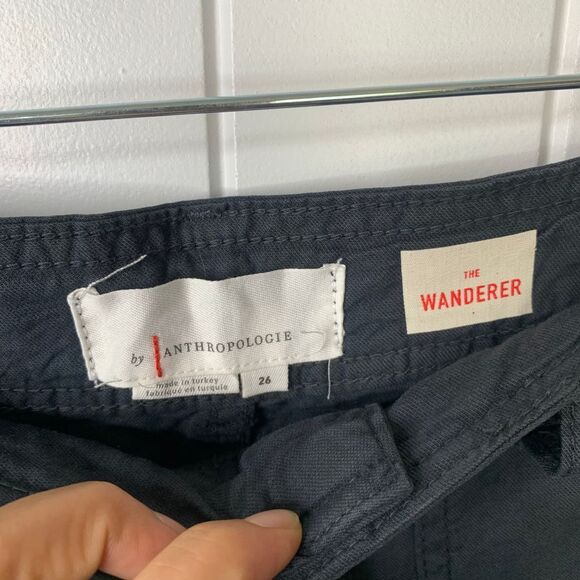 by ANTHROPOLOGIE
made in turkey
fabriqué en turquie
26
THE
WANDERER